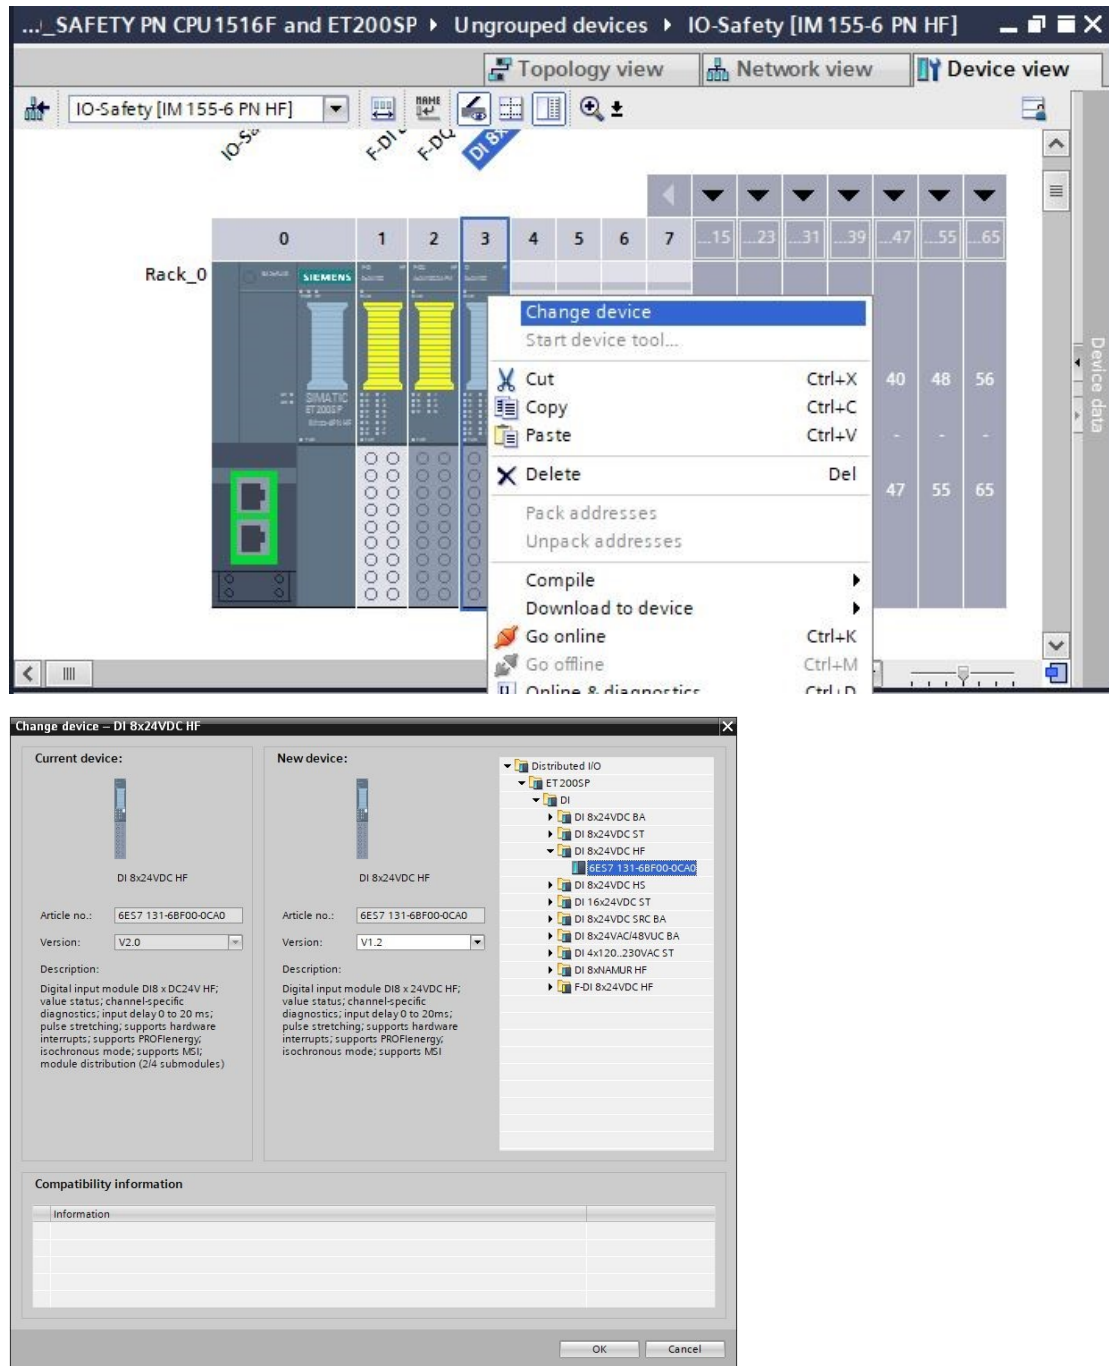 ..._SAFETY PN CPU1516F and ET200SP ▸ Ungrouped devices ▸ IO-Safety [IM 155-6 PN HF]
Topology view Network view Device view
IO-Safety [IM 155-6 PN HF]
F-DI F-DQ DI 8x
0 1 2 3 4 5 6 7 ...15 ...23 ...31 ...39 ...47 ...55 ...65
Rack_0
SIEMENS
SIMATIC
ET200SP
Change device
Start device tool...
Cut Ctrl+X
Copy Ctrl+C
Paste Ctrl+V
Delete Del
Pack addresses
Unpack addresses
Compile
Download to device
Go online Ctrl+K
Go offline Ctrl+M
Online & diagnostics Ctrl+D
40 48 56
- - -
47 55 65
Device data
Change device – DI 8x24VDC HF
Current device:
DI 8x24VDC HF
Article no.: 6ES7 131-6BF00-0CA0
Version: V2.0
Description:
Digital input module DI8 x DC24V HF;
value status; channel-specific
diagnostics; input delay 0 to 20 ms;
pulse stretching; supports hardware
interrupts; supports PROFIenergy;
isochronous mode; supports MSI;
module distribution (2/4 submodules)
New device:
DI 8x24VDC HF
Article no.: 6ES7 131-6BF00-0CA0
Version: V1.2
Description:
Digital input module DI8 x 24VDC HF;
value status; channel-specific
diagnostics; input delay 0 to 20ms;
pulse stretching; supports hardware
interrupts; supports PROFIenergy;
isochronous mode; supports MSI
Distributed I/O
ET 200SP
DI
DI 8x24VDC BA
DI 8x24VDC ST
DI 8x24VDC HF
6ES7 131-6BF00-0CA0
DI 8x24VDC HS
DI 16x24VDC ST
DI 8x24VDC SRC BA
DI 8x24VAC/48VUC BA
DI 4x120..230VAC ST
DI 8xNAMUR HF
F-DI 8x24VDC HF
Compatibility information
Information
OK Cancel